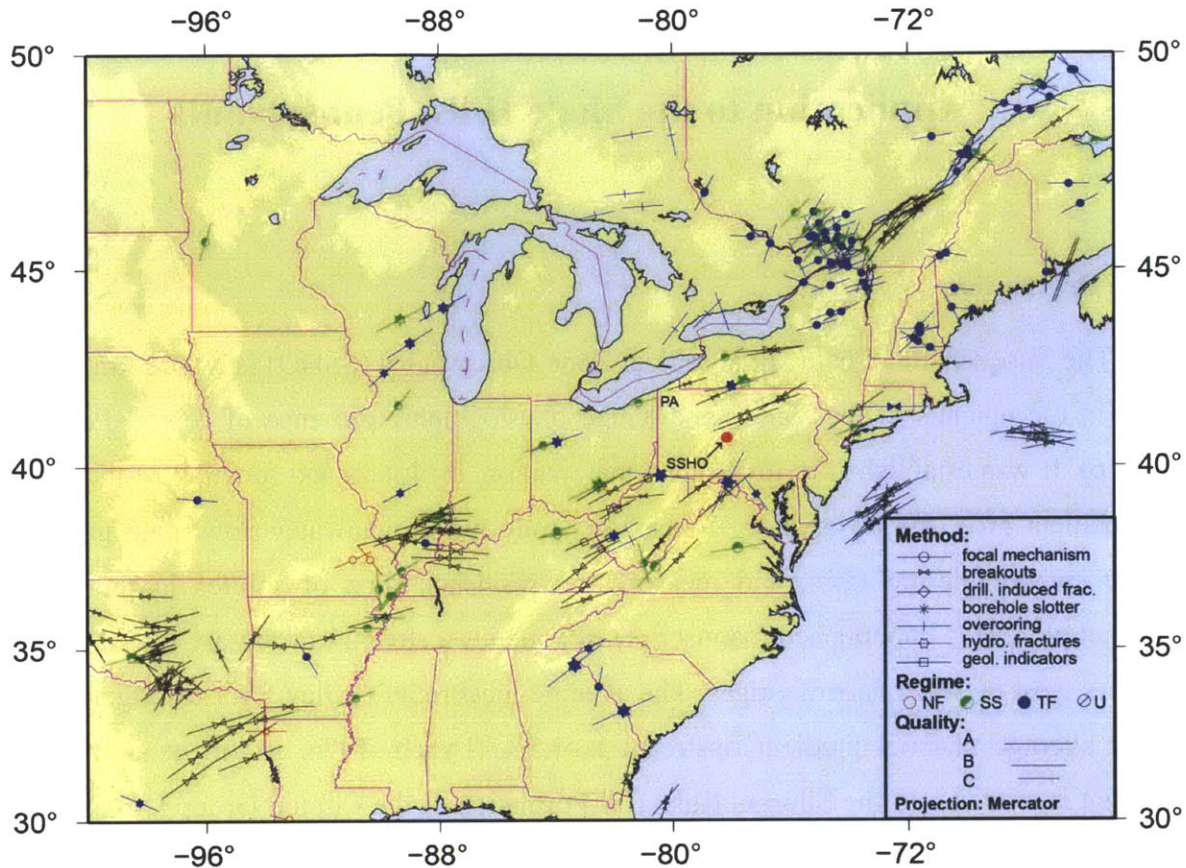 −96° −88° −80° −72°
50° 50°
45° 45°
PA
SSHO
40° 40°
Method:
focal mechanism
breakouts
drill. induced frac.
borehole slotter
overcoring
hydro. fractures
geol. indicators
Regime:
NF SS TF U
Quality:
A
B
C
Projection: Mercator
35° 35°
30° 30°
−96° −88° −80° −72°